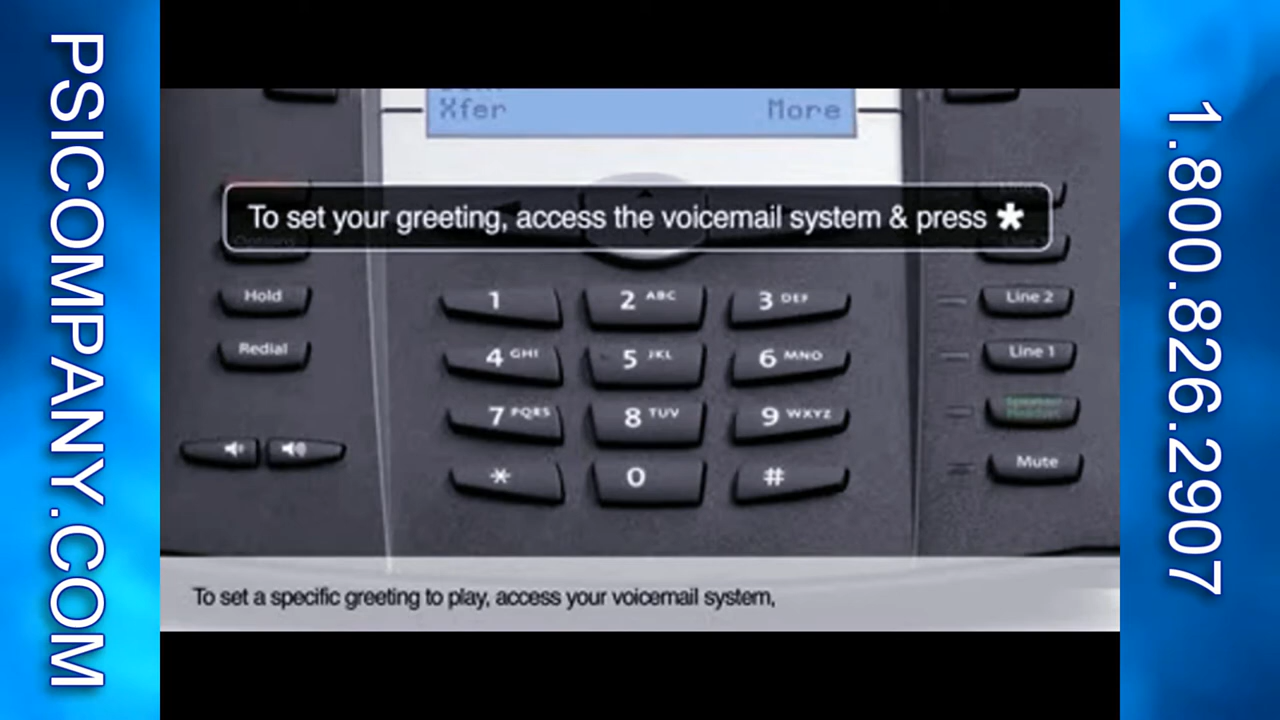 PSICOMPANY.COM
Xfer
More
To set your greeting, access the voicemail system & press *
Hold
Redial
1
2 ABC
3 DEF
4 GHI
5 JKL
6 MNO
7 PQRS
8 TUV
9 WXYZ
*
0
#
Line 2
Line 1
Mute
To set a specific greeting to play, access your voicemail system,
1.800.826.2907